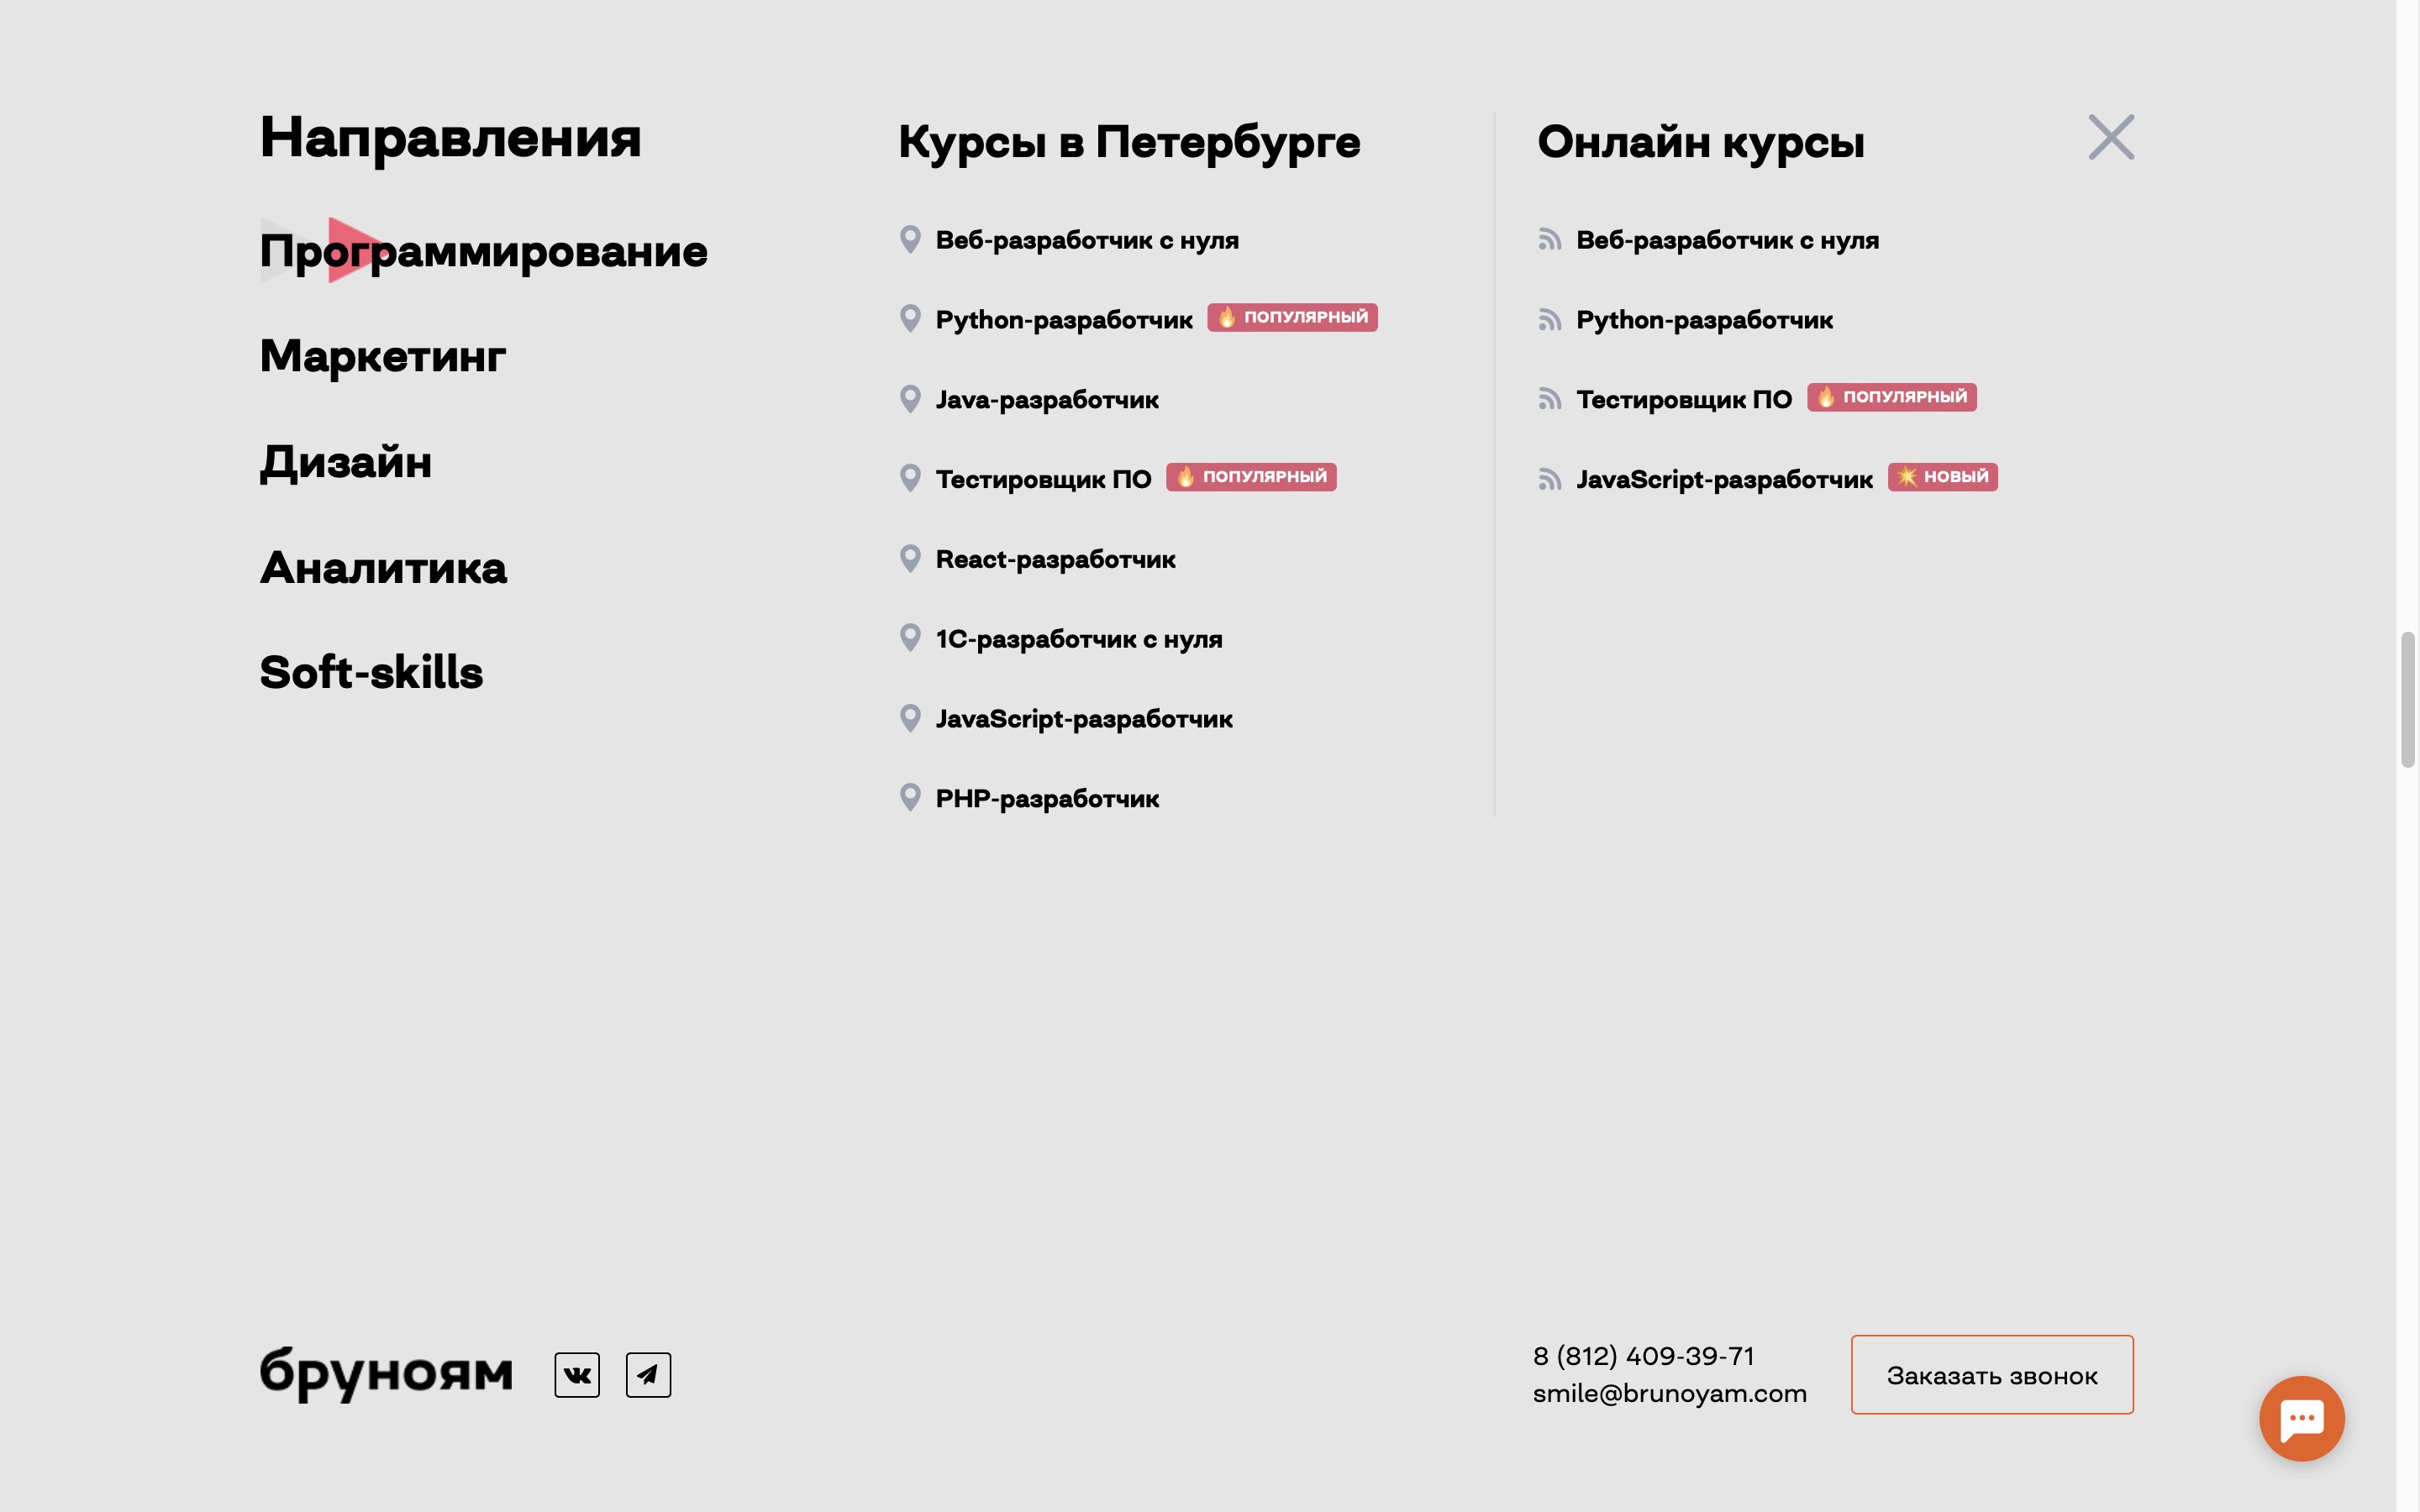 Направления
Программирование
Маркетинг
Дизайн
Аналитика
Soft-skills
Курсы в Петербурге
Веб-разработчик с нуля
Python-разработчик 🔥 ПОПУЛЯРНЫЙ
Java-разработчик
Тестировщик ПО 🔥 ПОПУЛЯРНЫЙ
React-разработчик
1C-разработчик с нуля
JavaScript-разработчик
PHP-разработчик
Онлайн курсы
Веб-разработчик с нуля
Python-разработчик
Тестировщик ПО 🔥 ПОПУЛЯРНЫЙ
JavaScript-разработчик 💥 НОВЫЙ
бруноям
8 (812) 409-39-71
smile@brunoyam.com
Заказать звонок